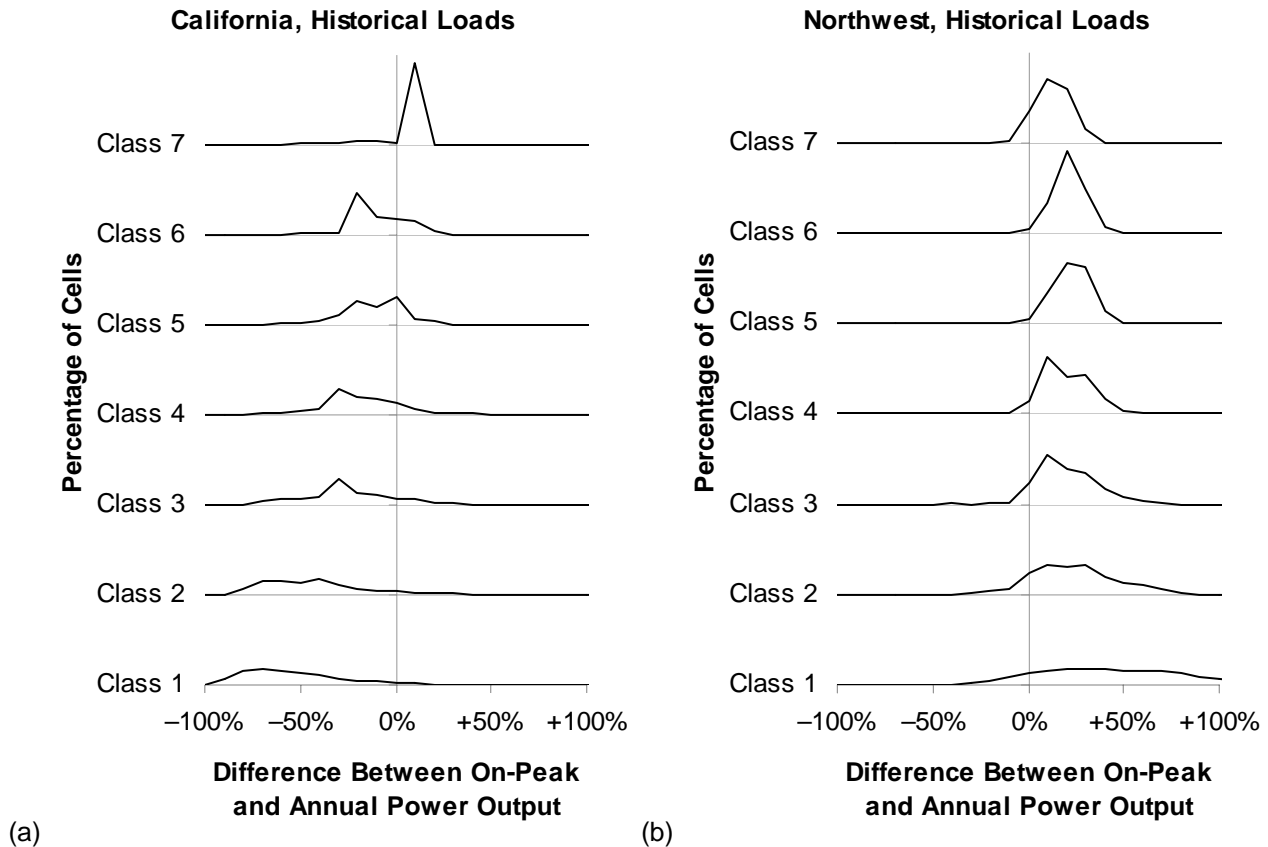 California, Historical Loads
Percentage of Cells
Class 7
Class 6
Class 5
Class 4
Class 3
Class 2
Class 1
–100% –50% 0% +50% +100%
Difference Between On-Peak
and Annual Power Output
(a)
Northwest, Historical Loads
Percentage of Cells
Class 7
Class 6
Class 5
Class 4
Class 3
Class 2
Class 1
–100% –50% 0% +50% +100%
Difference Between On-Peak
and Annual Power Output
(b)